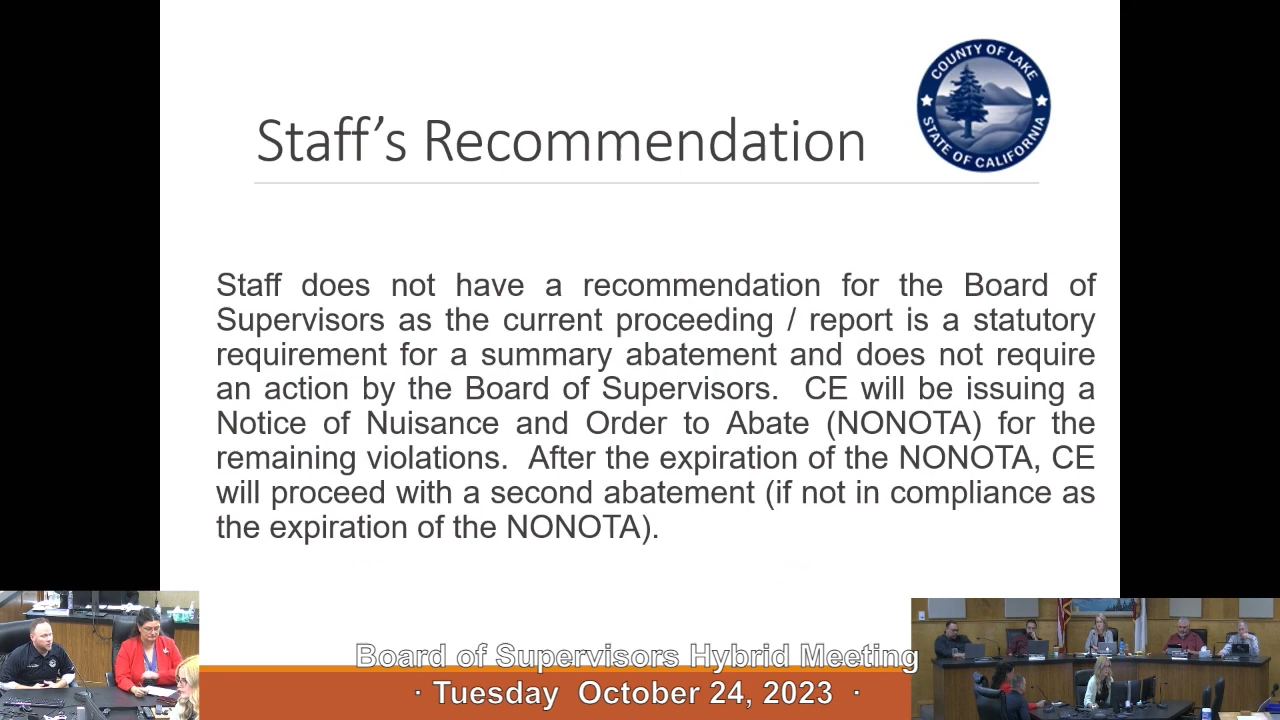 COUNTY OF LAKE
STATE OF CALIFORNIA
Staff's Recommendation
Staff does not have a recommendation for the Board of
Supervisors as the current proceeding / report is a statutory
requirement for a summary abatement and does not require
an action by the Board of Supervisors.  CE will be issuing a
Notice of Nuisance and Order to Abate (NONOTA) for the
remaining violations.  After the expiration of the NONOTA, CE
will proceed with a second abatement (if not in compliance as
the expiration of the NONOTA).
Board of Supervisors Hybrid Meeting
· Tuesday  October 24, 2023  ·